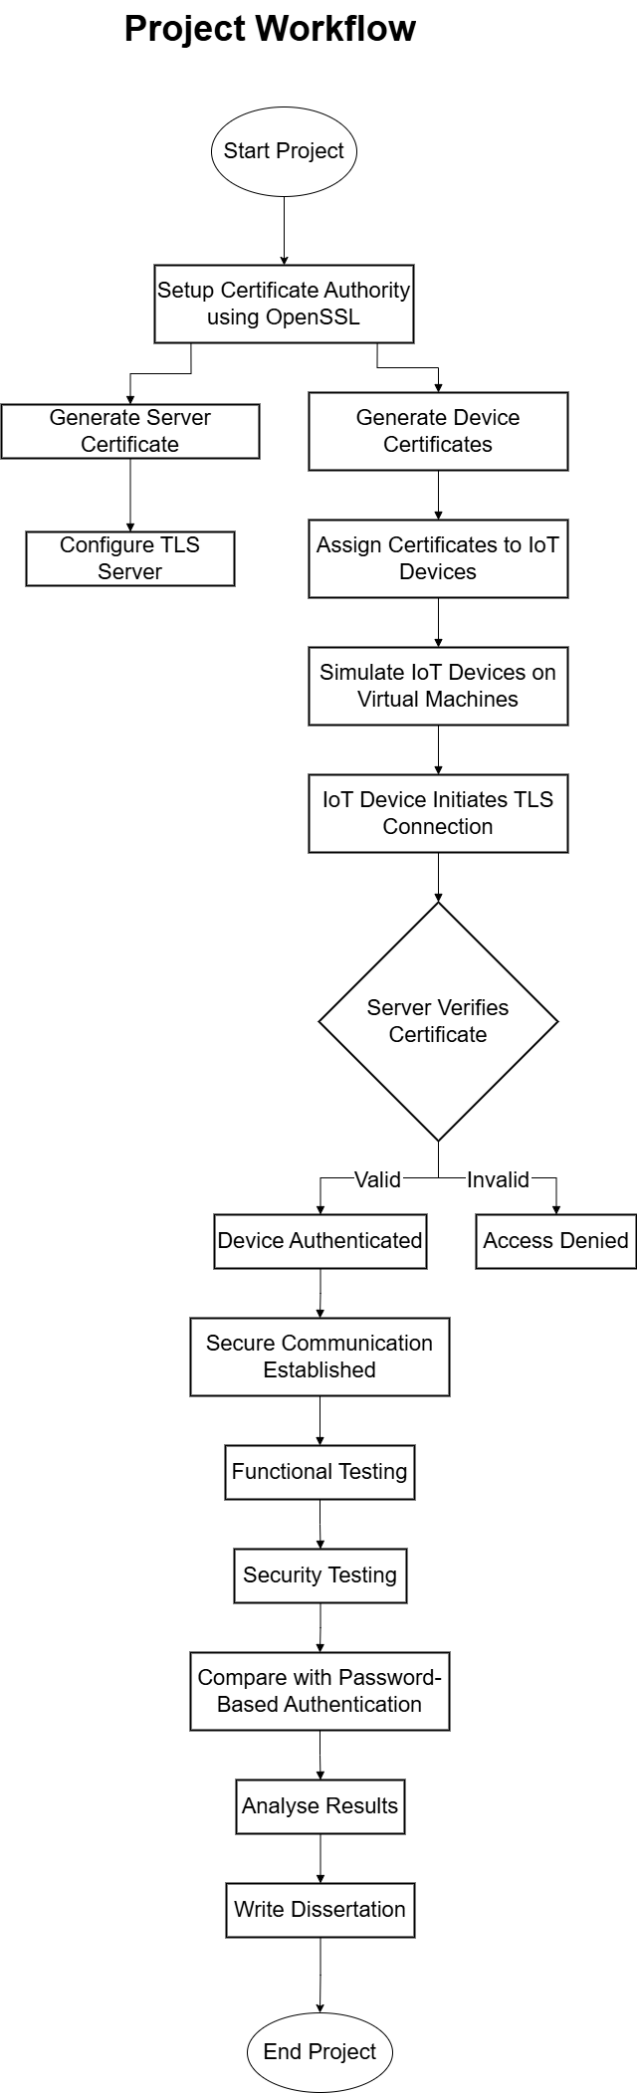 Project Workflow
Start Project
Setup Certificate Authority
using OpenSSL
Generate Server
Certificate
Generate Device
Certificates
Configure TLS
Server
Assign Certificates to IoT
Devices
Simulate IoT Devices on
Virtual Machines
IoT Device Initiates TLS
Connection
Server Verifies
Certificate
Valid
Invalid
Device Authenticated
Access Denied
Secure Communication
Established
Functional Testing
Security Testing
Compare with Password-
Based Authentication
Analyse Results
Write Dissertation
End Project